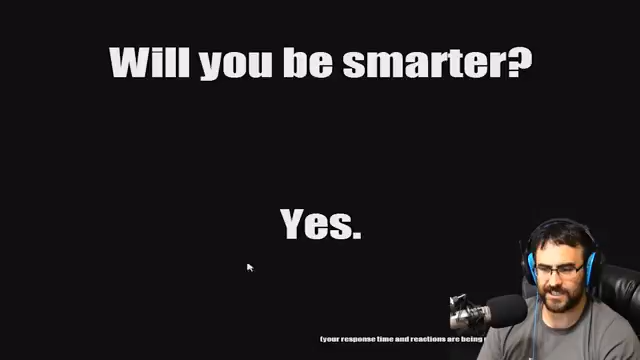 Will you be smarter?
Yes.
(your response time and reactions are being